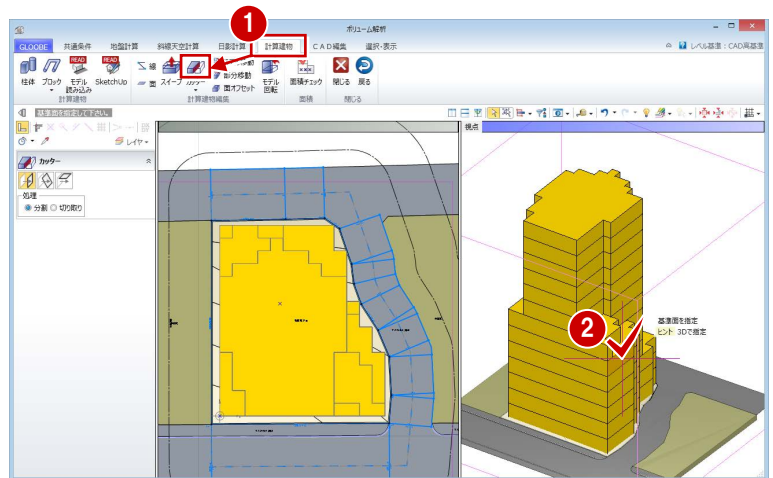 1
ボリューム解析
GLOOBE 共通条件 地盤計算 斜線天空計算 日影計算 計算建物 CAD編集 選択・表示
レベル基準：CAD高基準
READ READ
線
面
柱体 ブロック モデル読み込み SketchUp スイープ カッター
部分移動
面オフセット
モデル回転 面積チェック 閉じる 戻る
計算建物 計算建物編集 面積 閉じる
基準面を指定して下さい。
レイヤ
視点
カッター
処理
分割 切り取り
2
基準面を指定
ヒント 3Dで指定